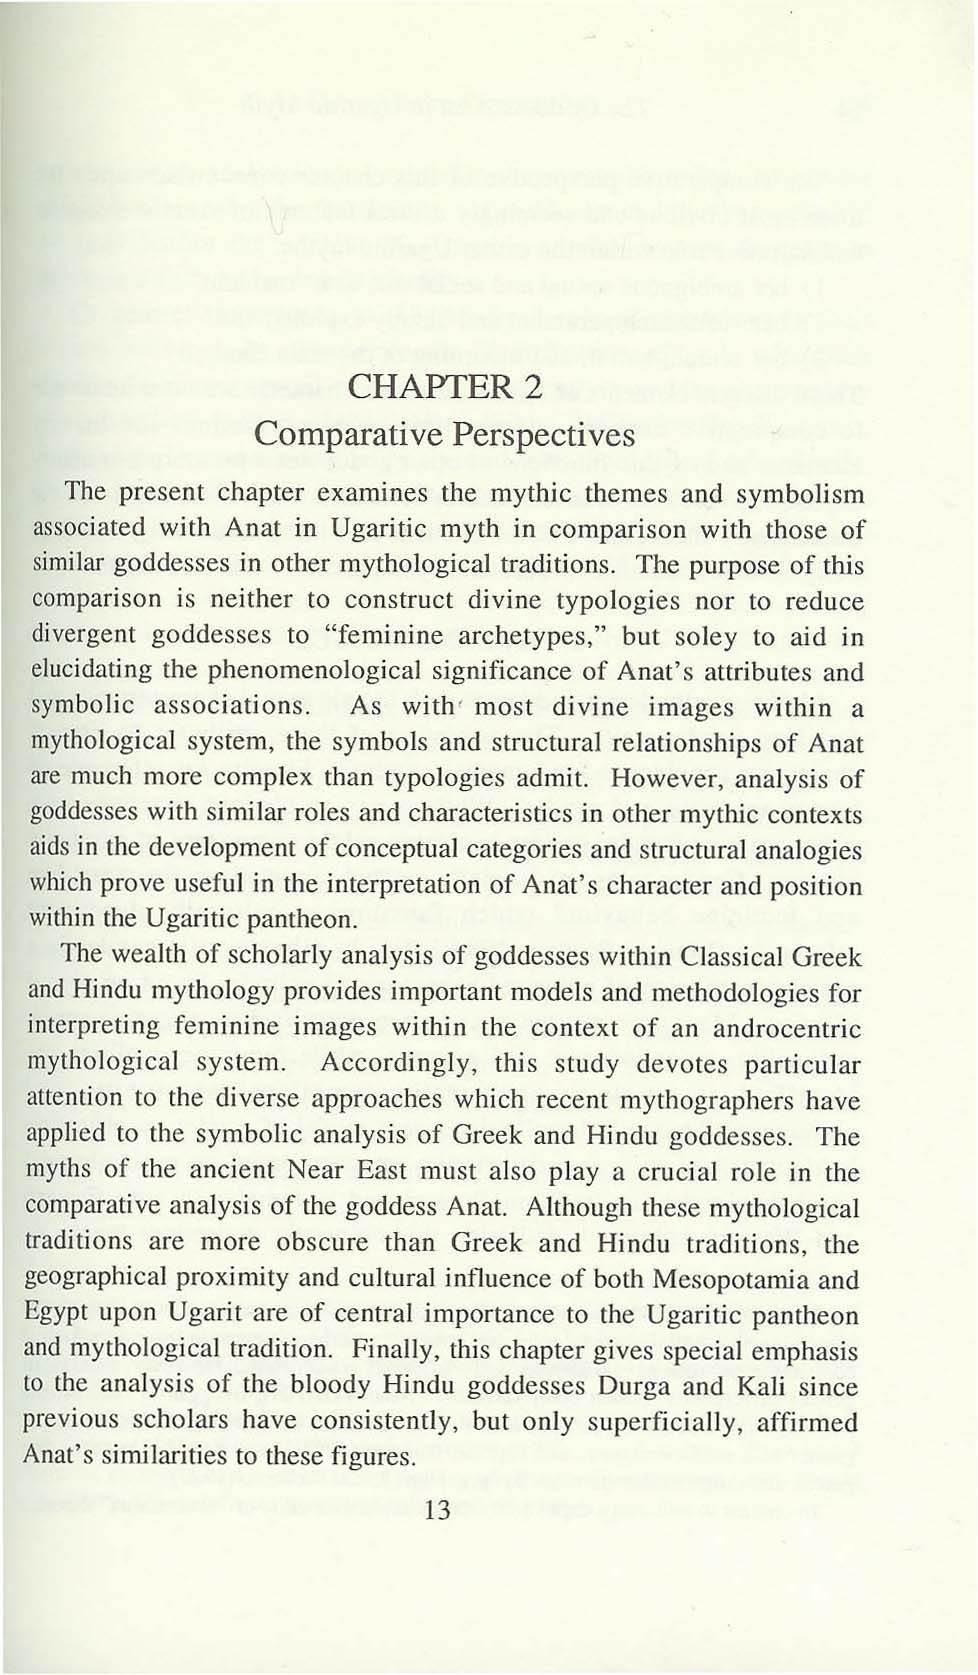 CHAPTER 2
Comparative Perspectives
The present chapter examines the mythic themes and symbolism
associated with Anat in Ugaritic myth in comparison with those of
similar goddesses in other mythological traditions. The purpose of this
comparison is neither to construct divine typologies nor to reduce
divergent goddesses to “feminine archetypes,” but soley to aid in
elucidating the phenomenological significance of Anat’s attributes and
symbolic associations. As with most divine images within a
mythological system, the symbols and structural relationships of Anat
are much more complex than typologies admit. However, analysis of
goddesses with similar roles and characteristics in other mythic contexts
aids in the development of conceptual categories and structural analogies
which prove useful in the interpretation of Anat’s character and position
within the Ugaritic pantheon.
The wealth of scholarly analysis of goddesses within Classical Greek
and Hindu mythology provides important models and methodologies for
interpreting feminine images within the context of an androcentric
mythological system. Accordingly, this study devotes particular
attention to the diverse approaches which recent mythographers have
applied to the symbolic analysis of Greek and Hindu goddesses. The
myths of the ancient Near East must also play a crucial role in the
comparative analysis of the goddess Anat. Although these mythological
traditions are more obscure than Greek and Hindu traditions, the
geographical proximity and cultural influence of both Mesopotamia and
Egypt upon Ugarit are of central importance to the Ugaritic pantheon
and mythological tradition. Finally, this chapter gives special emphasis
to the analysis of the bloody Hindu goddesses Durga and Kali since
previous scholars have consistently, but only superficially, affirmed
Anat’s similarities to these figures.
13